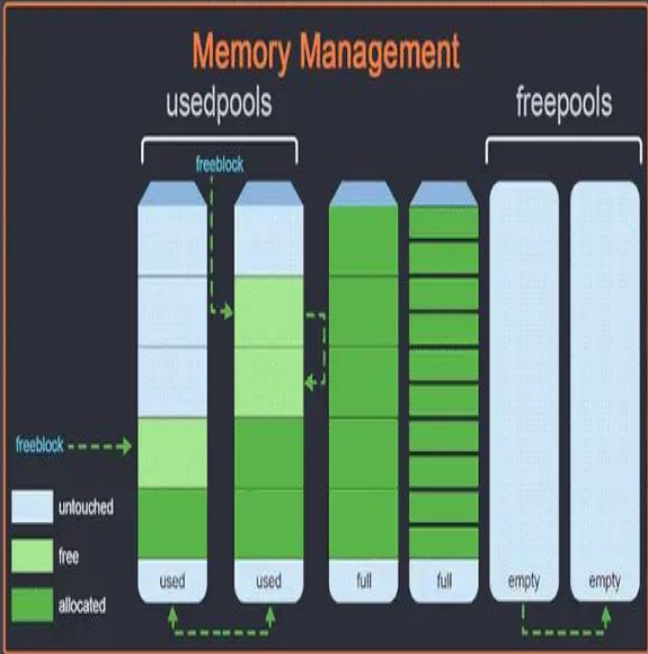 Memory Management
usedpools
freepools
freeblock
freeblock
untouched
free
allocated
used
used
full
full
empty
empty